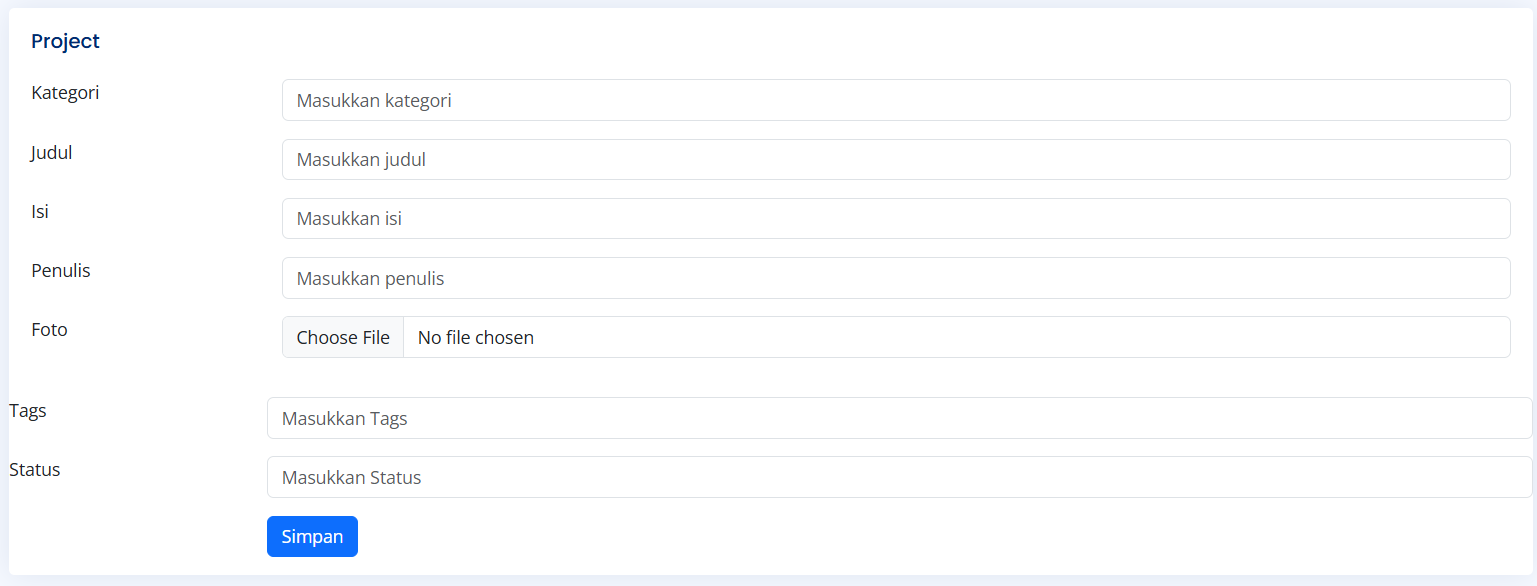 Project
Kategori Masukkan kategori
Judul Masukkan judul
Isi Masukkan isi
Penulis Masukkan penulis
Foto Choose File No file chosen
Tags Masukkan Tags
Status Masukkan Status
Simpan